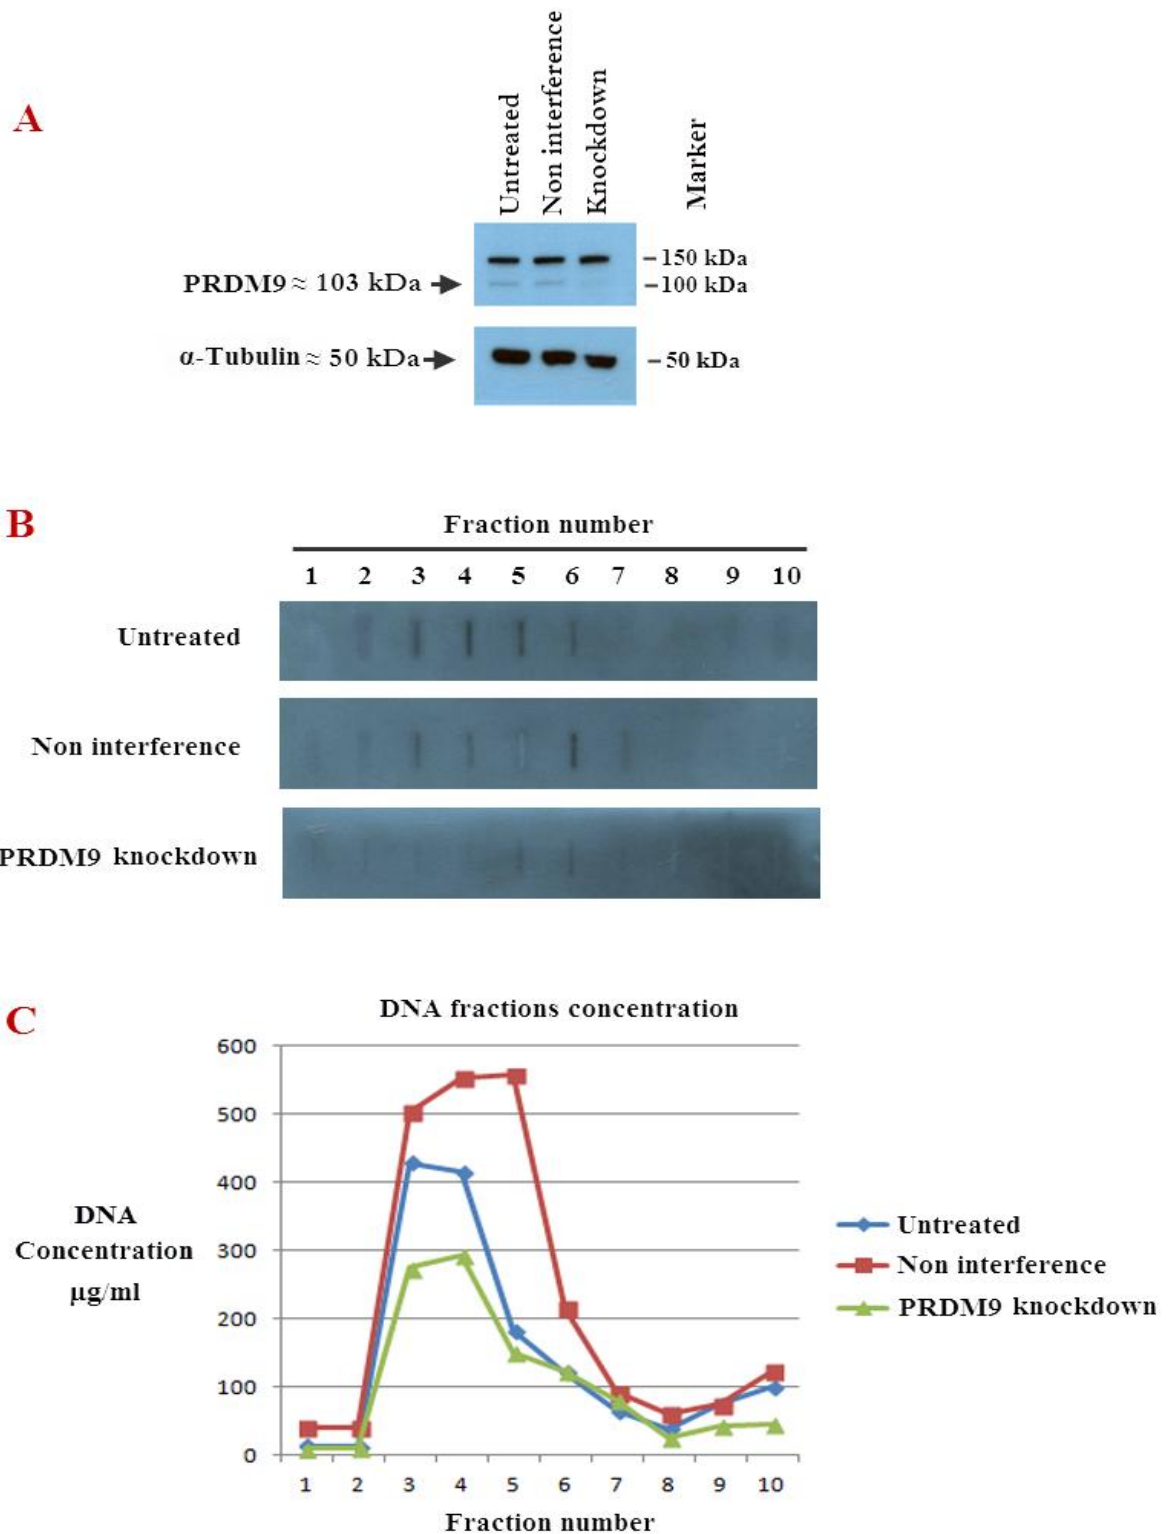 A
Untreated
Non interference
Knockdown
Marker
PRDM9 ≈ 103 kDa
–150 kDa
–100 kDa
α-Tubulin ≈ 50 kDa
–50 kDa
B
Fraction number
1 2 3 4 5 6 7 8 9 10
Untreated
Non interference
PRDM9 knockdown
C
DNA fractions concentration
600
500
400
300
200
100
0
DNA
Concentration
µg/ml
1 2 3 4 5 6 7 8 9 10
Fraction number
Untreated
Non interference
PRDM9 knockdown